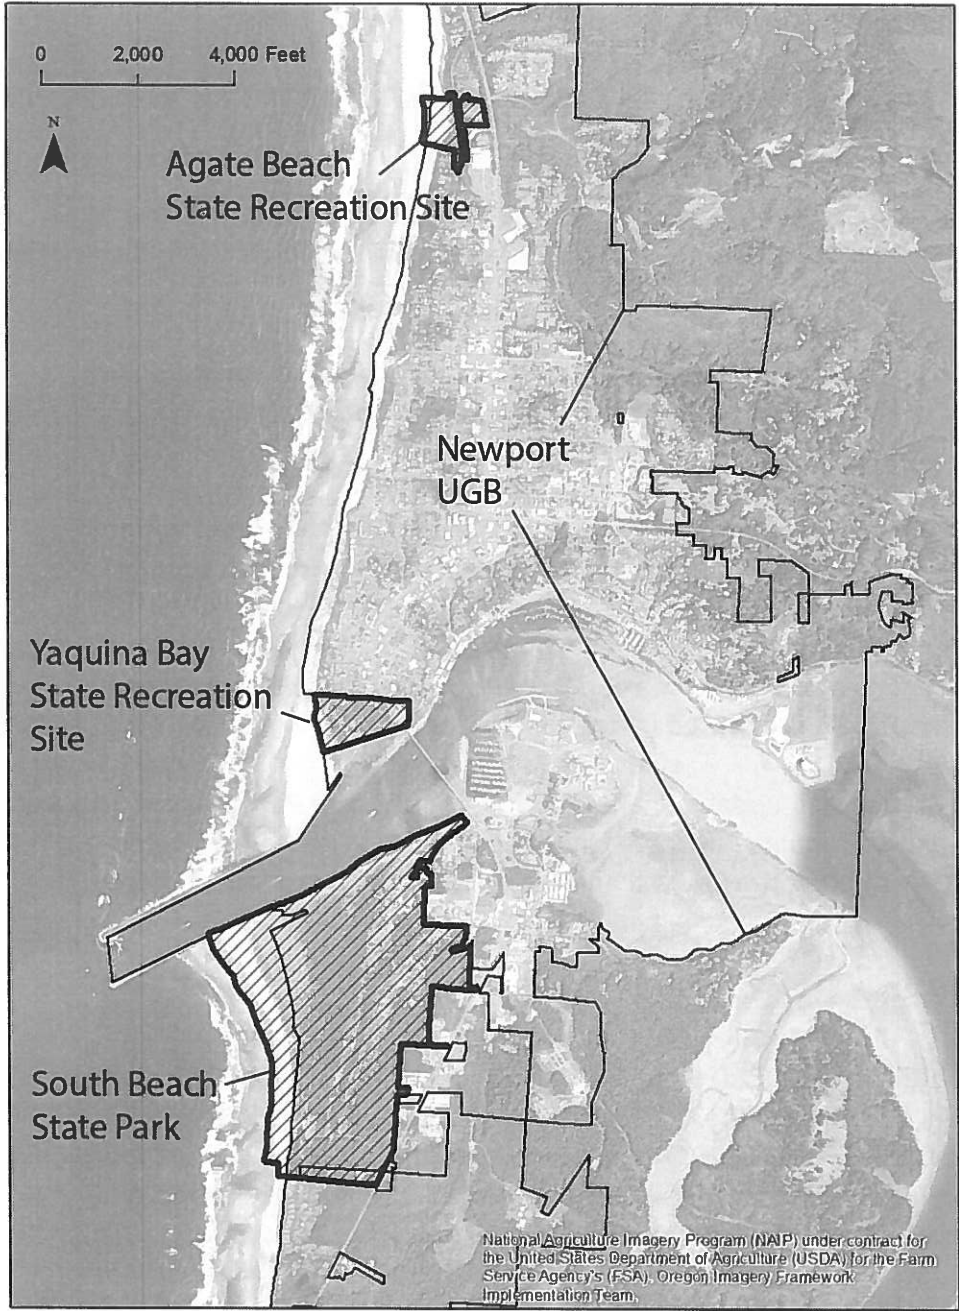 0 2,000 4,000 Feet
N
Agate Beach
State Recreation Site
Newport
UGB
Yaquina Bay
State Recreation
Site
South Beach
State Park
National Agriculture Imagery Program (NAIP) under contract for
the United States Department of Agriculture (USDA) for the Farm
Service Agency's (FSA), Oregon Imagery Framework
Implementation Team.